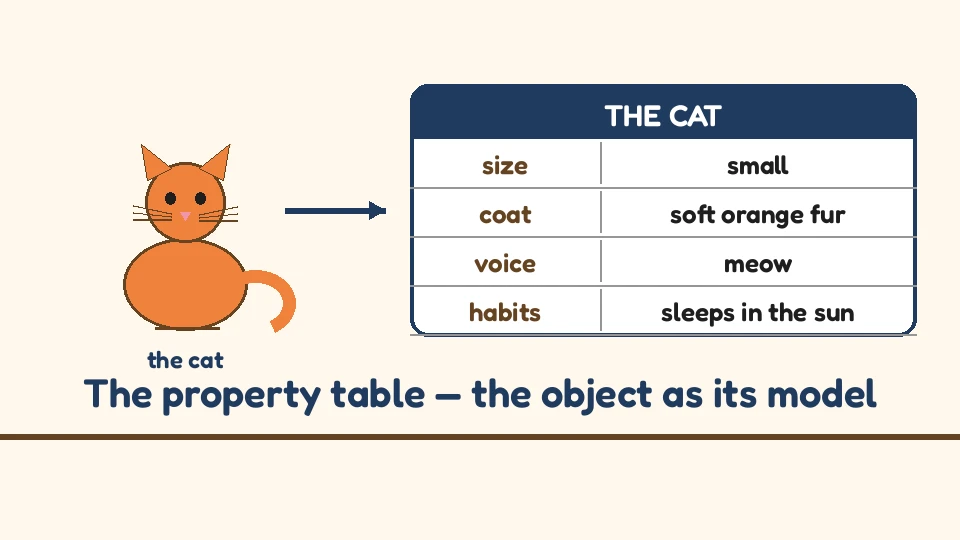 THE CAT
size small
coat soft orange fur
voice meow
habits sleeps in the sun
the cat
The property table — the object as its model